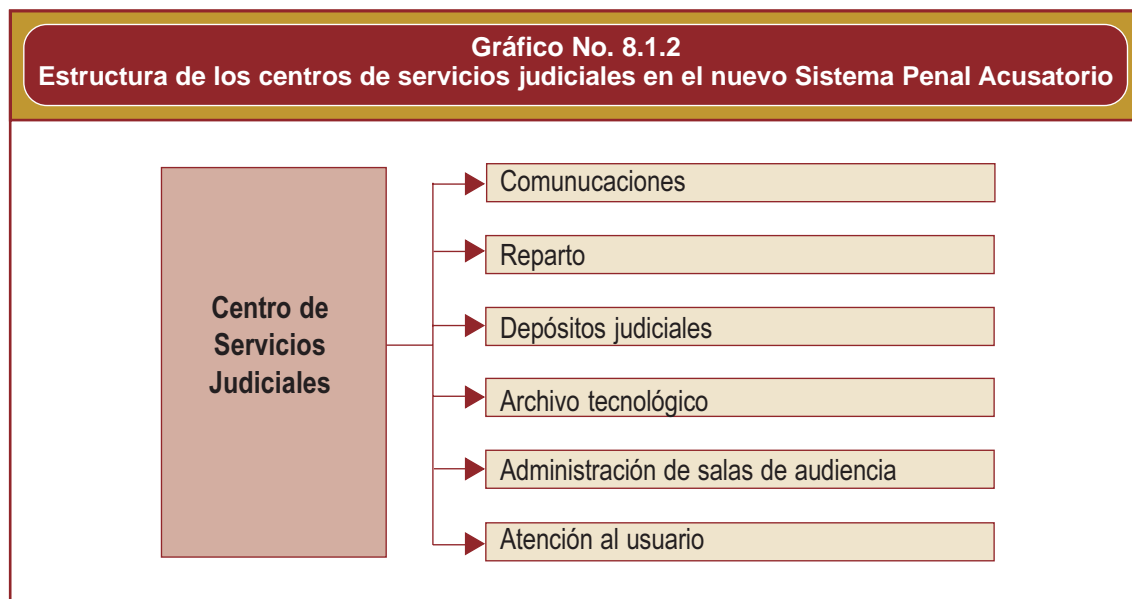 Gráfico No. 8.1.2
Estructura de los centros de servicios judiciales en el nuevo Sistema Penal Acusatorio
Centro de
Servicios
Judiciales
Comunucaciones
Reparto
Depósitos judiciales
Archivo tecnológico
Administración de salas de audiencia
Atención al usuario